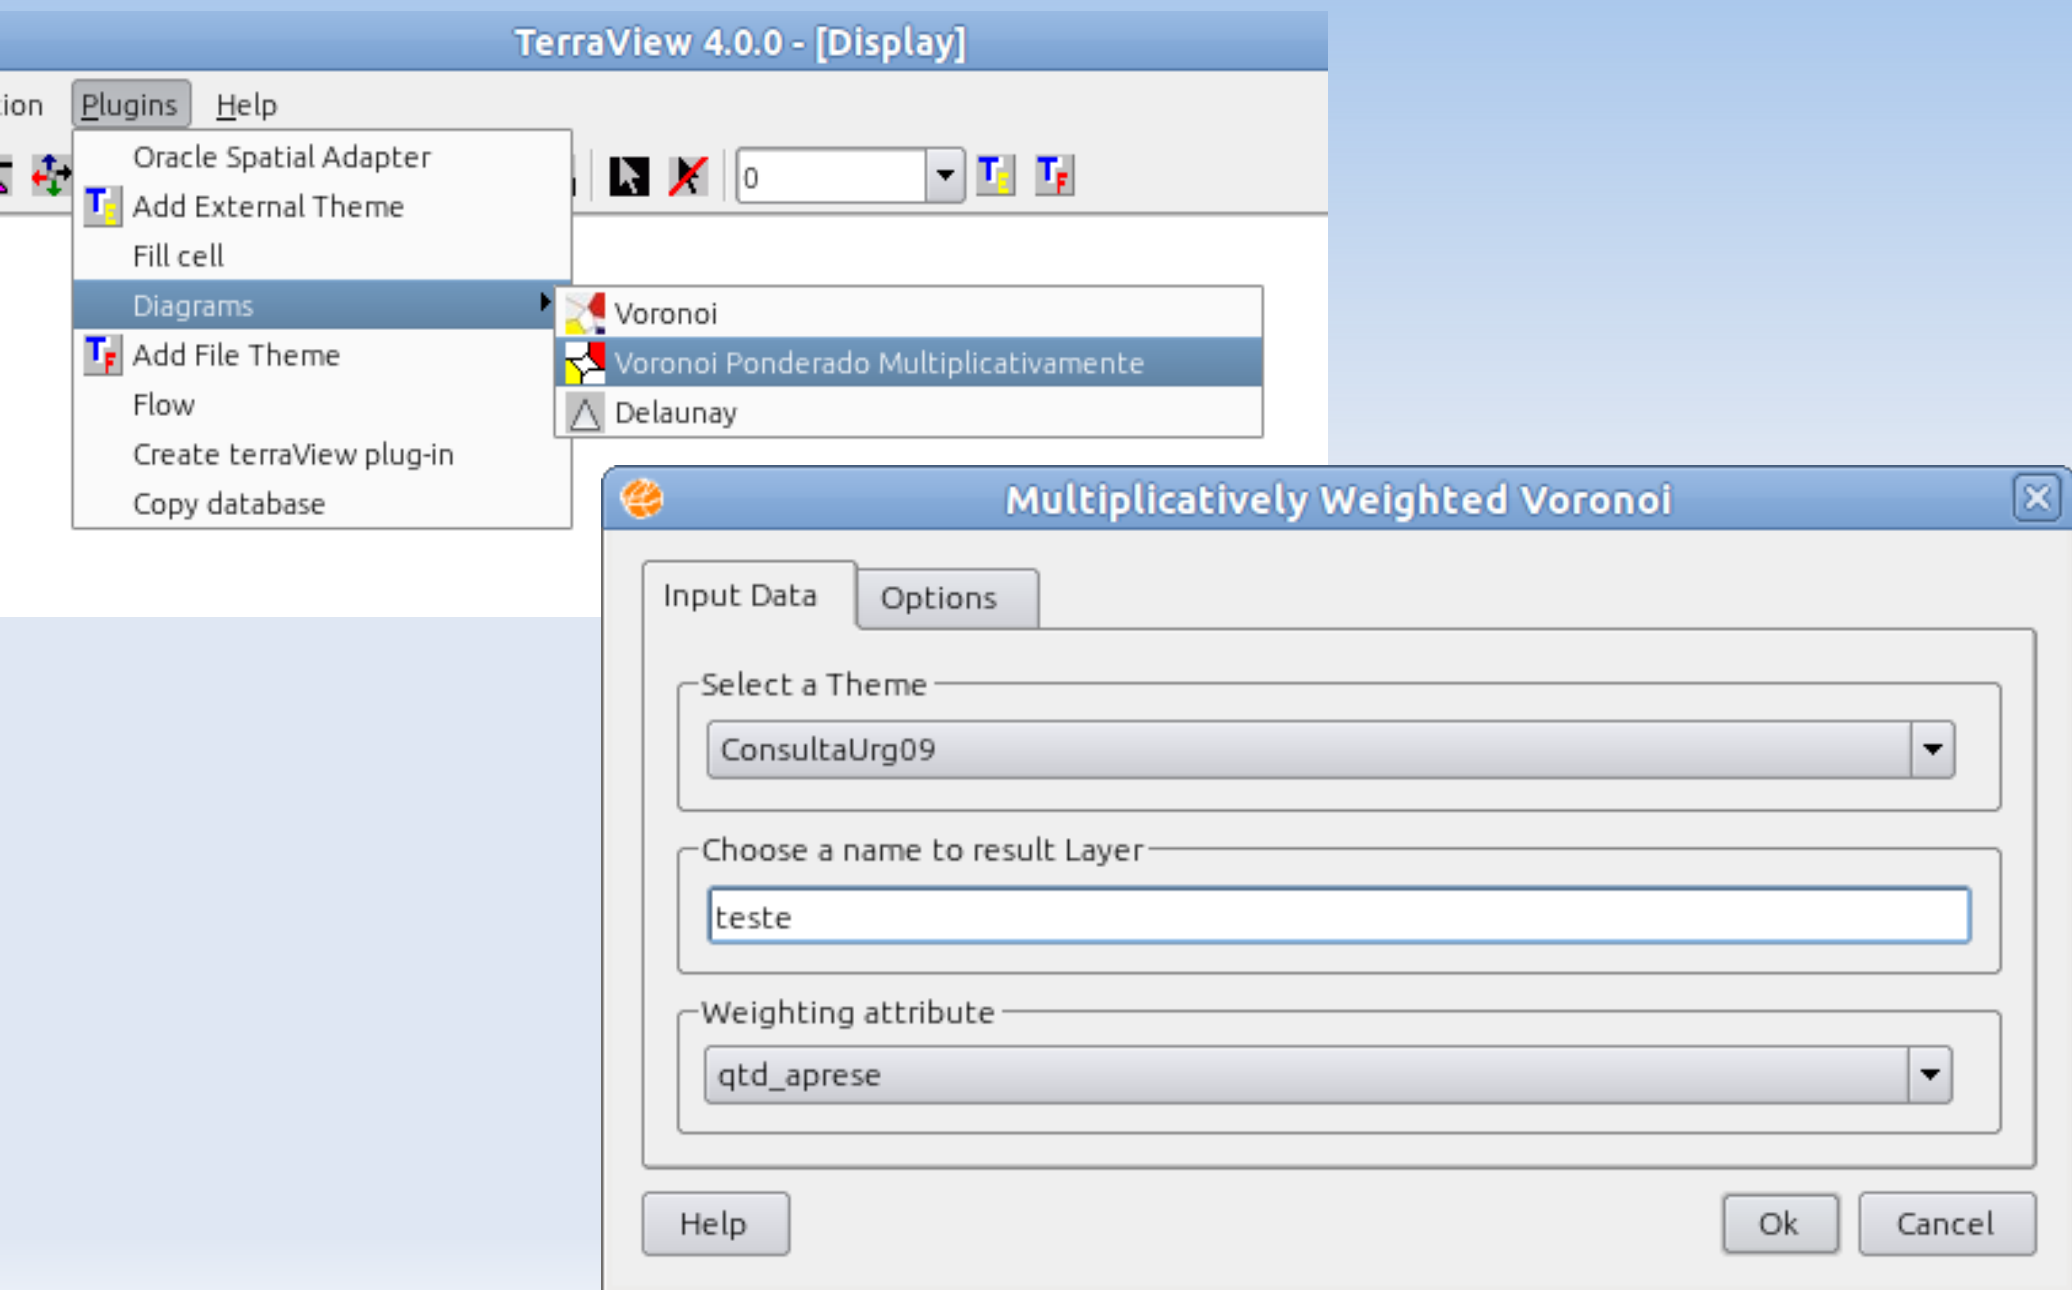 TerraView 4.0.0 - [Display]
ion Plugins Help
Oracle Spatial Adapter
0
Add External Theme
Fill cell
Diagrams
Voronoi
Add File Theme
Voronoi Ponderado Multiplicativamente
Flow
Delaunay
Create terraView plug-in
Copy database
Multiplicatively Weighted Voronoi
Input Data Options
Select a Theme
ConsultaUrg09
Choose a name to result Layer
teste
Weighting attribute
qtd_aprese
Help Ok Cancel